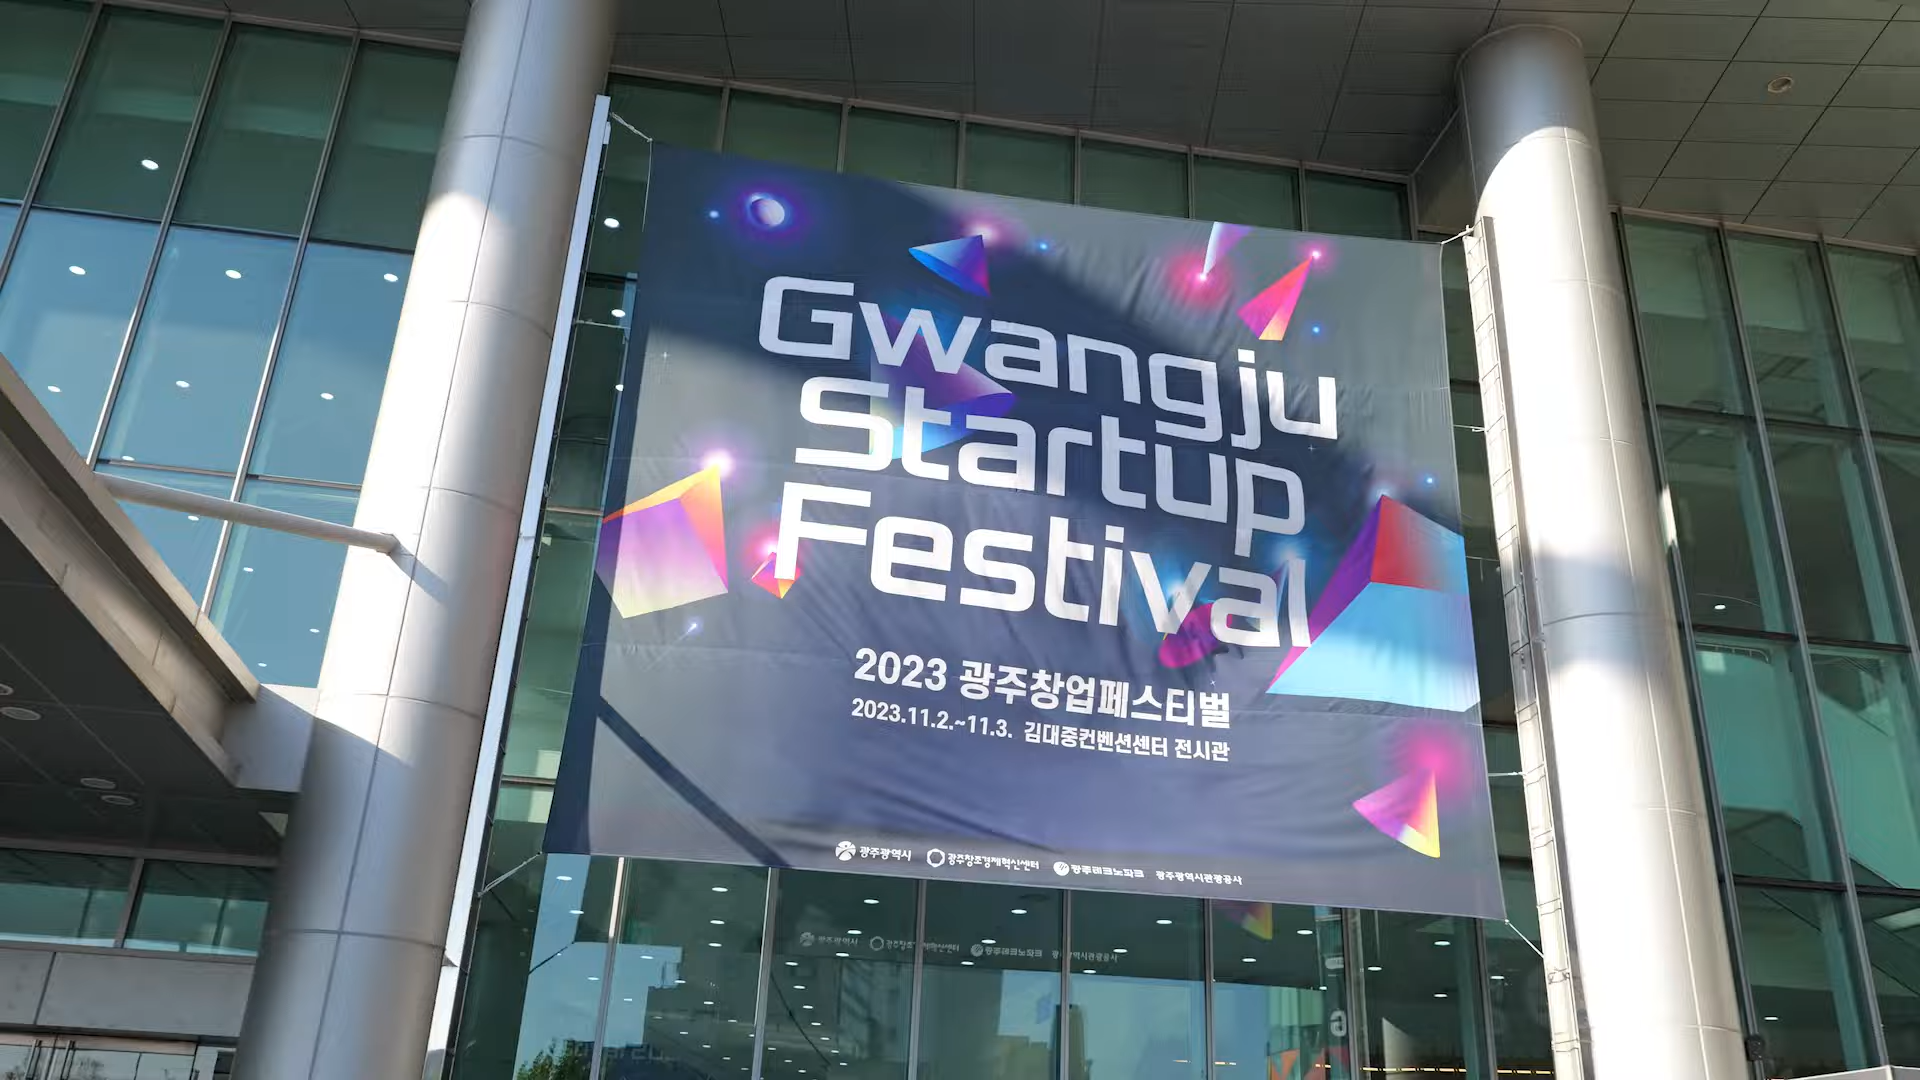 Gwangju
Startup
Festival
2023 광주창업페스티벌
2023.11.2.~11.3. 김대중컨벤션센터 전시관
광주광역시 광주창조경제혁신센터 광주테크노파크 광주광역시관광공사